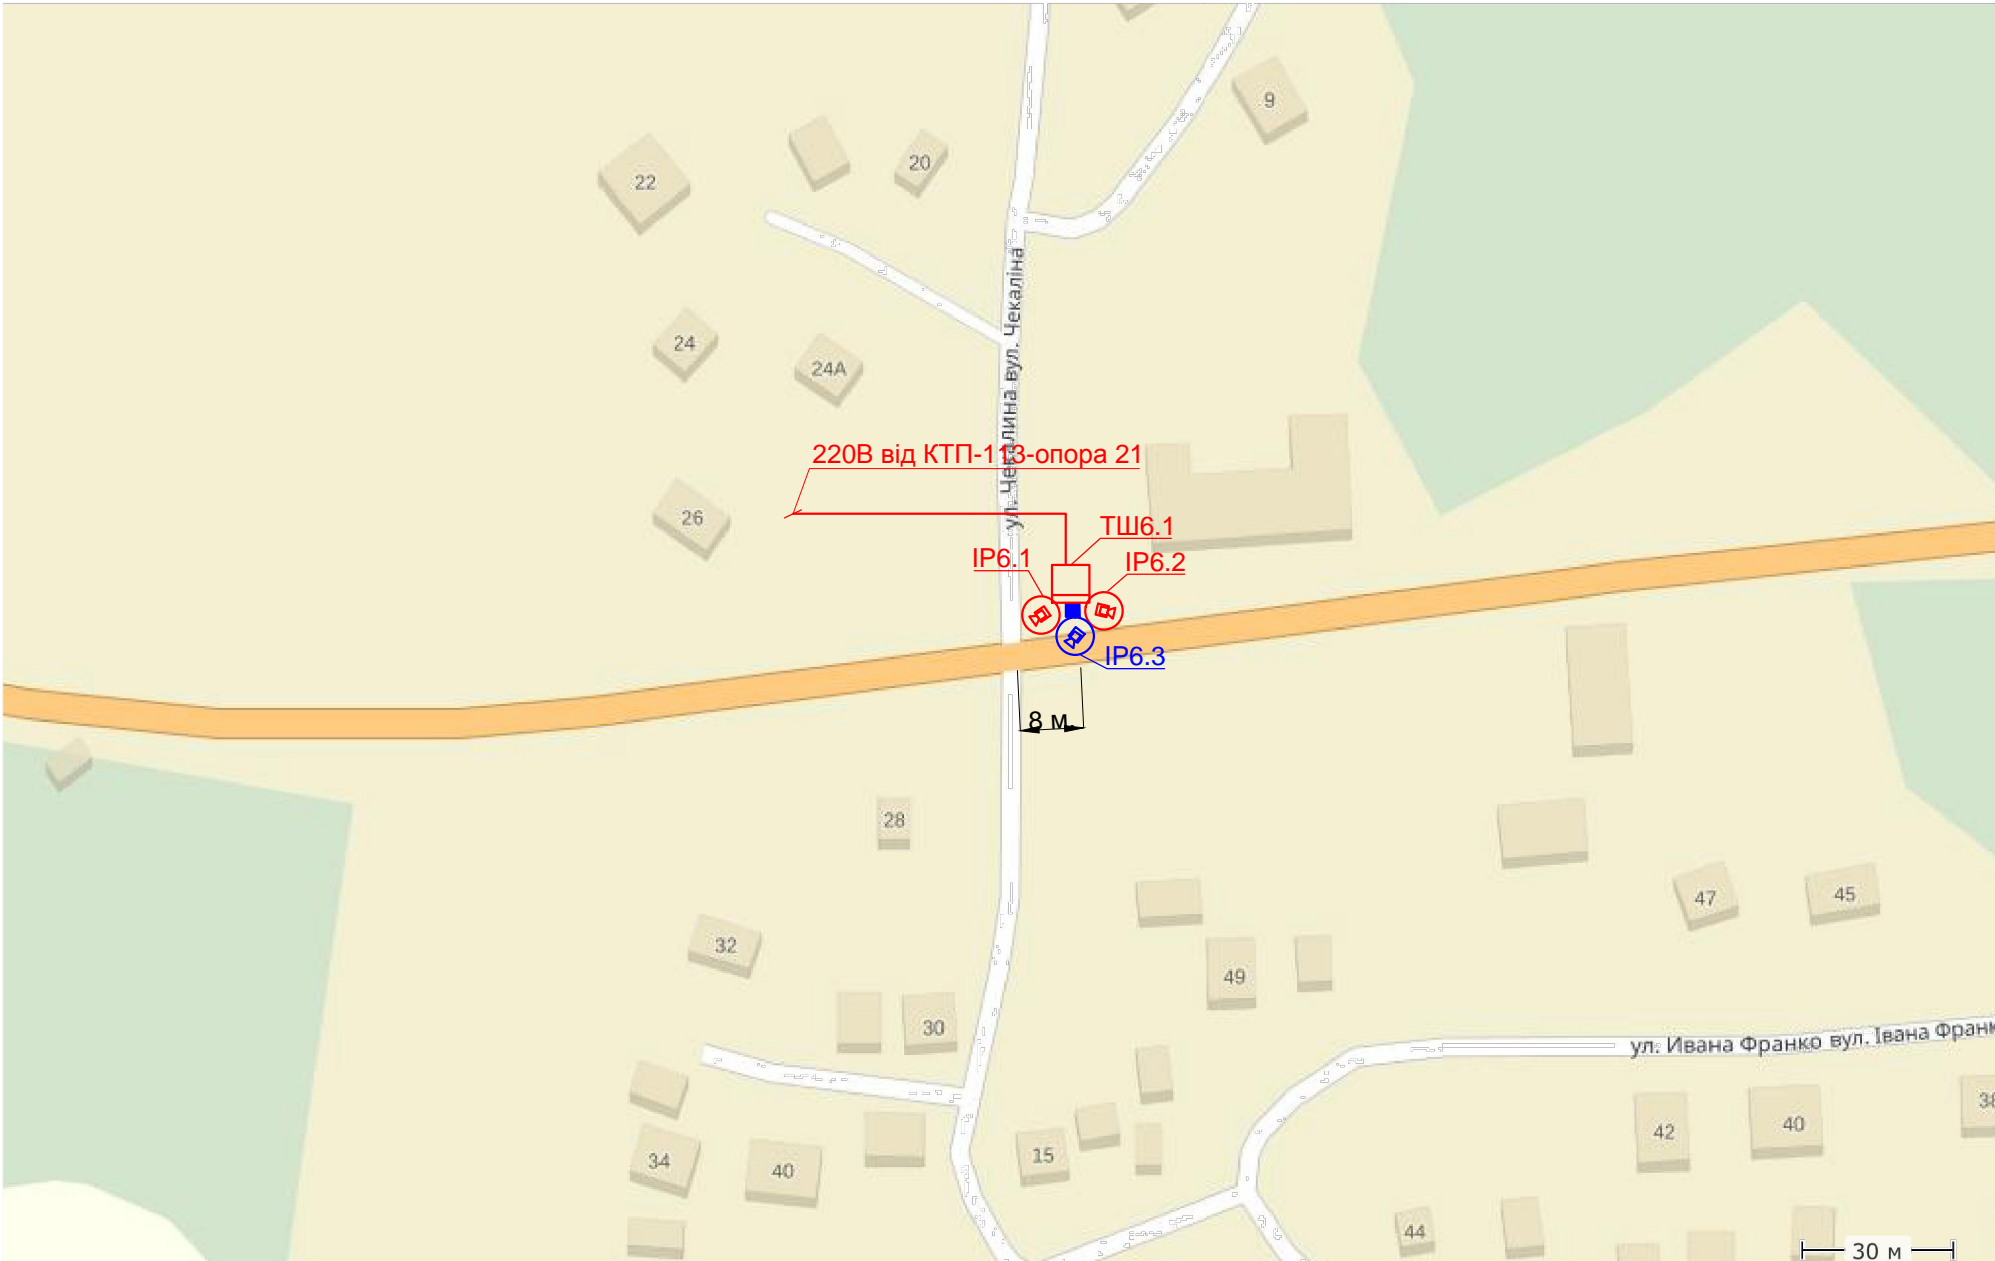 9
22
20
ул. Чекалина вул. Чекаліна
24
24А
220В від КТП-113-опора 21
26
ТШ6.1
ІР6.1
ІР6.2
ІР6.3
8 м
28
47
45
32
49
30
ул. Ивана Франко вул. Івана Франк
38
42
40
15
34
40
44
30 м